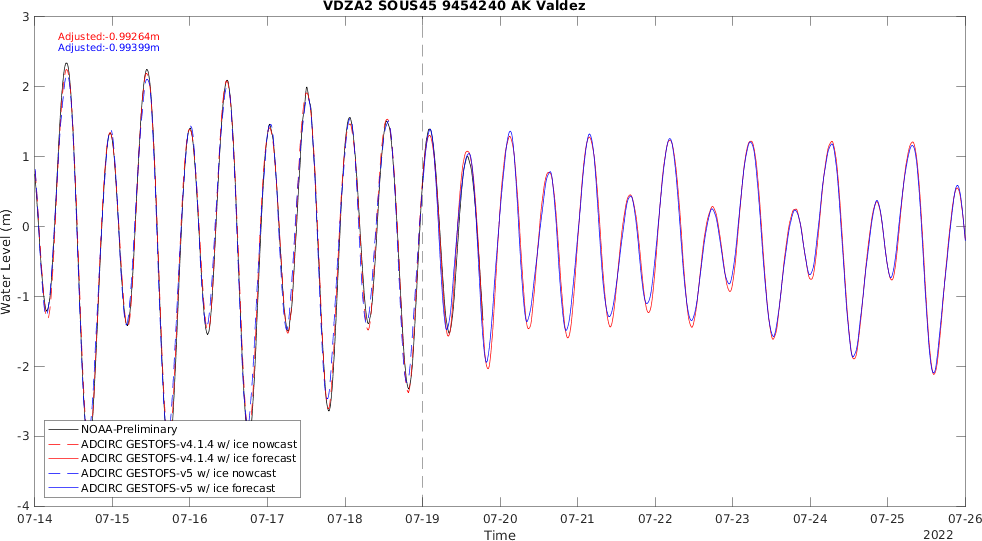 VDZA2 SOUS45 9454240 AK Valdez
Adjusted:-0.99264m
Adjusted:-0.99399m
3
2
1
0
-1
-2
-3
-4
Water Level (m)
NOAA-Preliminary
ADCIRC GESTOFS-v4.1.4 w/ ice nowcast
ADCIRC GESTOFS-v4.1.4 w/ ice forecast
ADCIRC GESTOFS-v5 w/ ice nowcast
ADCIRC GESTOFS-v5 w/ ice forecast
07-14 07-15 07-16 07-17 07-18 07-19 07-20 07-21 07-22 07-23 07-24 07-25 07-26
Time
2022